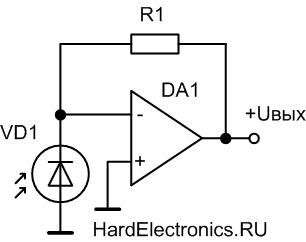 R1
DA1
+Uвых
-
VD1
+
HardElectronics.RU